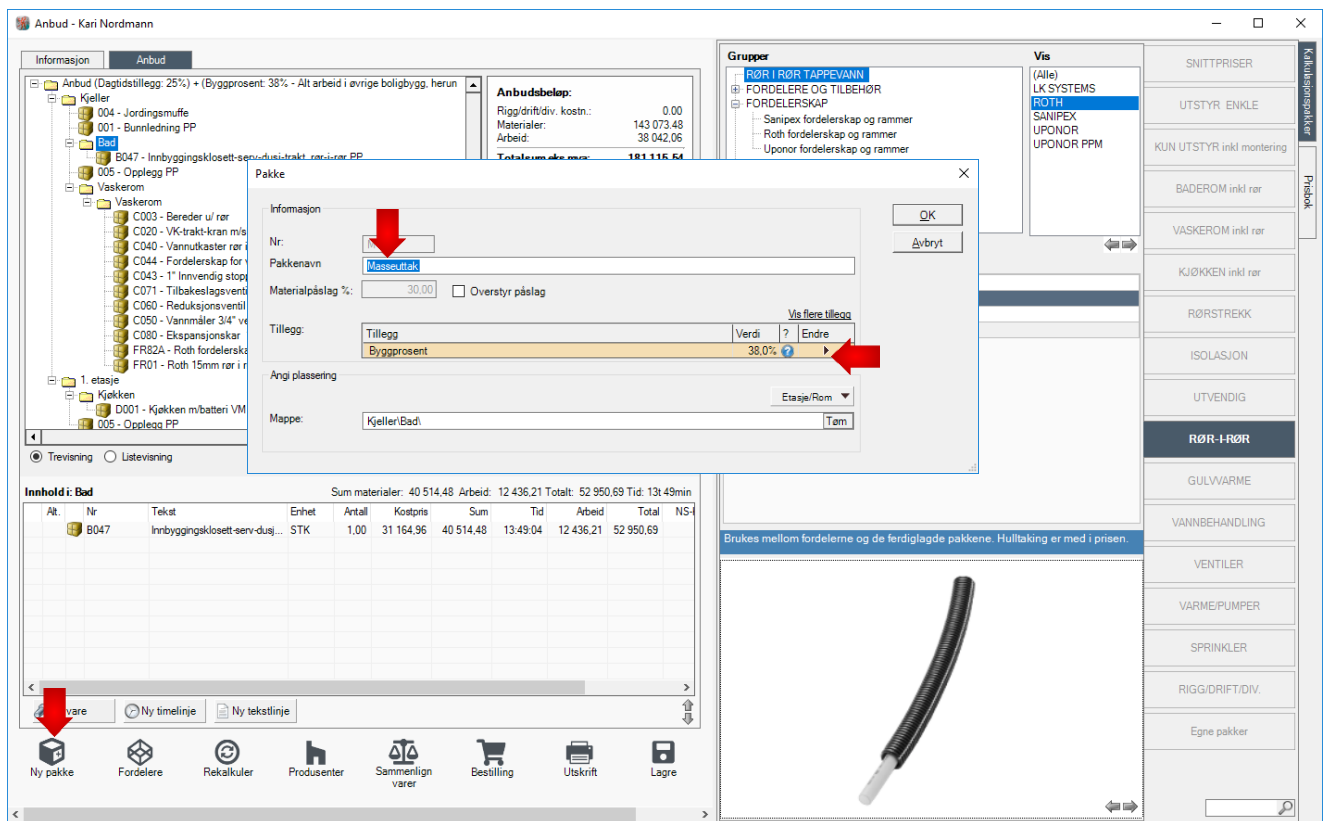 Anbud - Kari Nordmann
Informasjon Anbud
Anbud (Dagtidstillegg: 25%) + (Byggprosent: 38% - Alt arbeid i øvrige boligbygg, herun
Kjeller
004 - Jordingsmuffe
001 - Bunnledning PP
Bad
B047 - Innbyggingsklosett-serv-dusj-trakt, rør-i-rør PP
005 - Opplegg PP
Vaskerom
Vaskerom
C003 - Bereder u/ rør
C020 - VK-trakt-kran m/s
C040 - Vannutkaster rør i
C044 - Fordelerskap for v
C043 - 1" Innvendig stopp
C071 - Tilbakeslagsventi
C060 - Reduksjonsventil
C050 - Vannmåler 3/4" ve
C080 - Ekspansjonskar
FR82A - Roth fordelerska
FR01 - Roth 15mm rør i r
1. etasje
Kjøkken
D001 - Kjøkken m/batteri VM
005 - Opplegg PP
Trevisning Listevisning
Anbudsbeløp:
Rigg/drift/div. kostn.: 0.00
Materialer: 143 073.48
Arbeid: 38 042,06
Totalsum eks mva: 181 115,54
Pakke
Informasjon
Nr:
Pakkenavn Masseuttak
Materialpåslag %: 30,00 Overstyr påslag
Vis flere tillegg
Tillegg: Tillegg Verdi ? Endre
Byggprosent 38,0%
Angi plassering
Etasje/Rom
Mappe: Kjeller\Bad\ Tøm
OK
Avbryt
Innhold i: Bad Sum materialer: 40 514,48 Arbeid: 12 436,21 Totalt: 52 950,69 Tid: 13t 49min
Alt. Nr Tekst Enhet Antall Kostpris Sum Tid Arbeid Total NS-
B047 Innbyggingsklosett-serv-dusj... STK 1,00 31 164,96 40 514,48 13:49:04 12 436,21 52 950,69
vare Ny timelinje Ny tekstlinje
Ny pakke Fordelere Rekalkuler Produsenter Sammenlign varer Bestilling Utskrift Lagre
Grupper
RØR I RØR TAPPEVANN
FORDELERE OG TILBEHØR
FORDELERSKAP
Sanipex fordelerskap og rammer
Roth fordelerskap og rammer
Uponor fordelerskap og rammer
Vis
(Alle)
LK SYSTEMS
ROTH
SANIPEX
UPONOR
UPONOR PPM
Brukes mellom fordelerne og de ferdiglagde pakkene. Hulltaking er med i prisen.
SNITTPRISER
UTSTYR ENKLE
KUN UTSTYR inkl montering
BADEROM inkl rør
VASKEROM inkl rør
KJØKKEN inkl rør
RØRSTREKK
ISOLASJON
UTVENDIG
RØR-I-RØR
GULVVARME
VANNBEHANDLING
VENTILER
VARME/PUMPER
SPRINKLER
RIGG/DRIFT/DIV.
Egne pakker
Kalkulasjonspakker
Prisbok